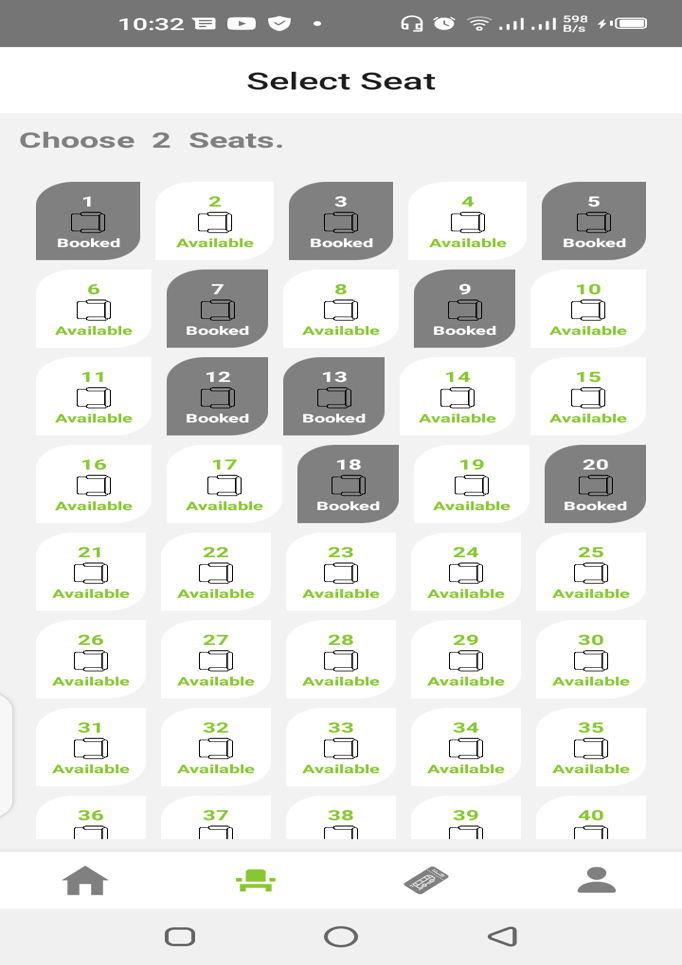 10:32
598 B/s
Select Seat
Choose 2 Seats.
1 2 3 4 5
Booked Available Booked Available Booked
6 7 8 9 10
Available Booked Available Booked Available
11 12 13 14 15
Available Booked Booked Available Available
16 17 18 19 20
Available Available Booked Available Booked
21 22 23 24 25
Available Available Available Available Available
26 27 28 29 30
Available Available Available Available Available
31 32 33 34 35
Available Available Available Available Available
36 37 38 39 40